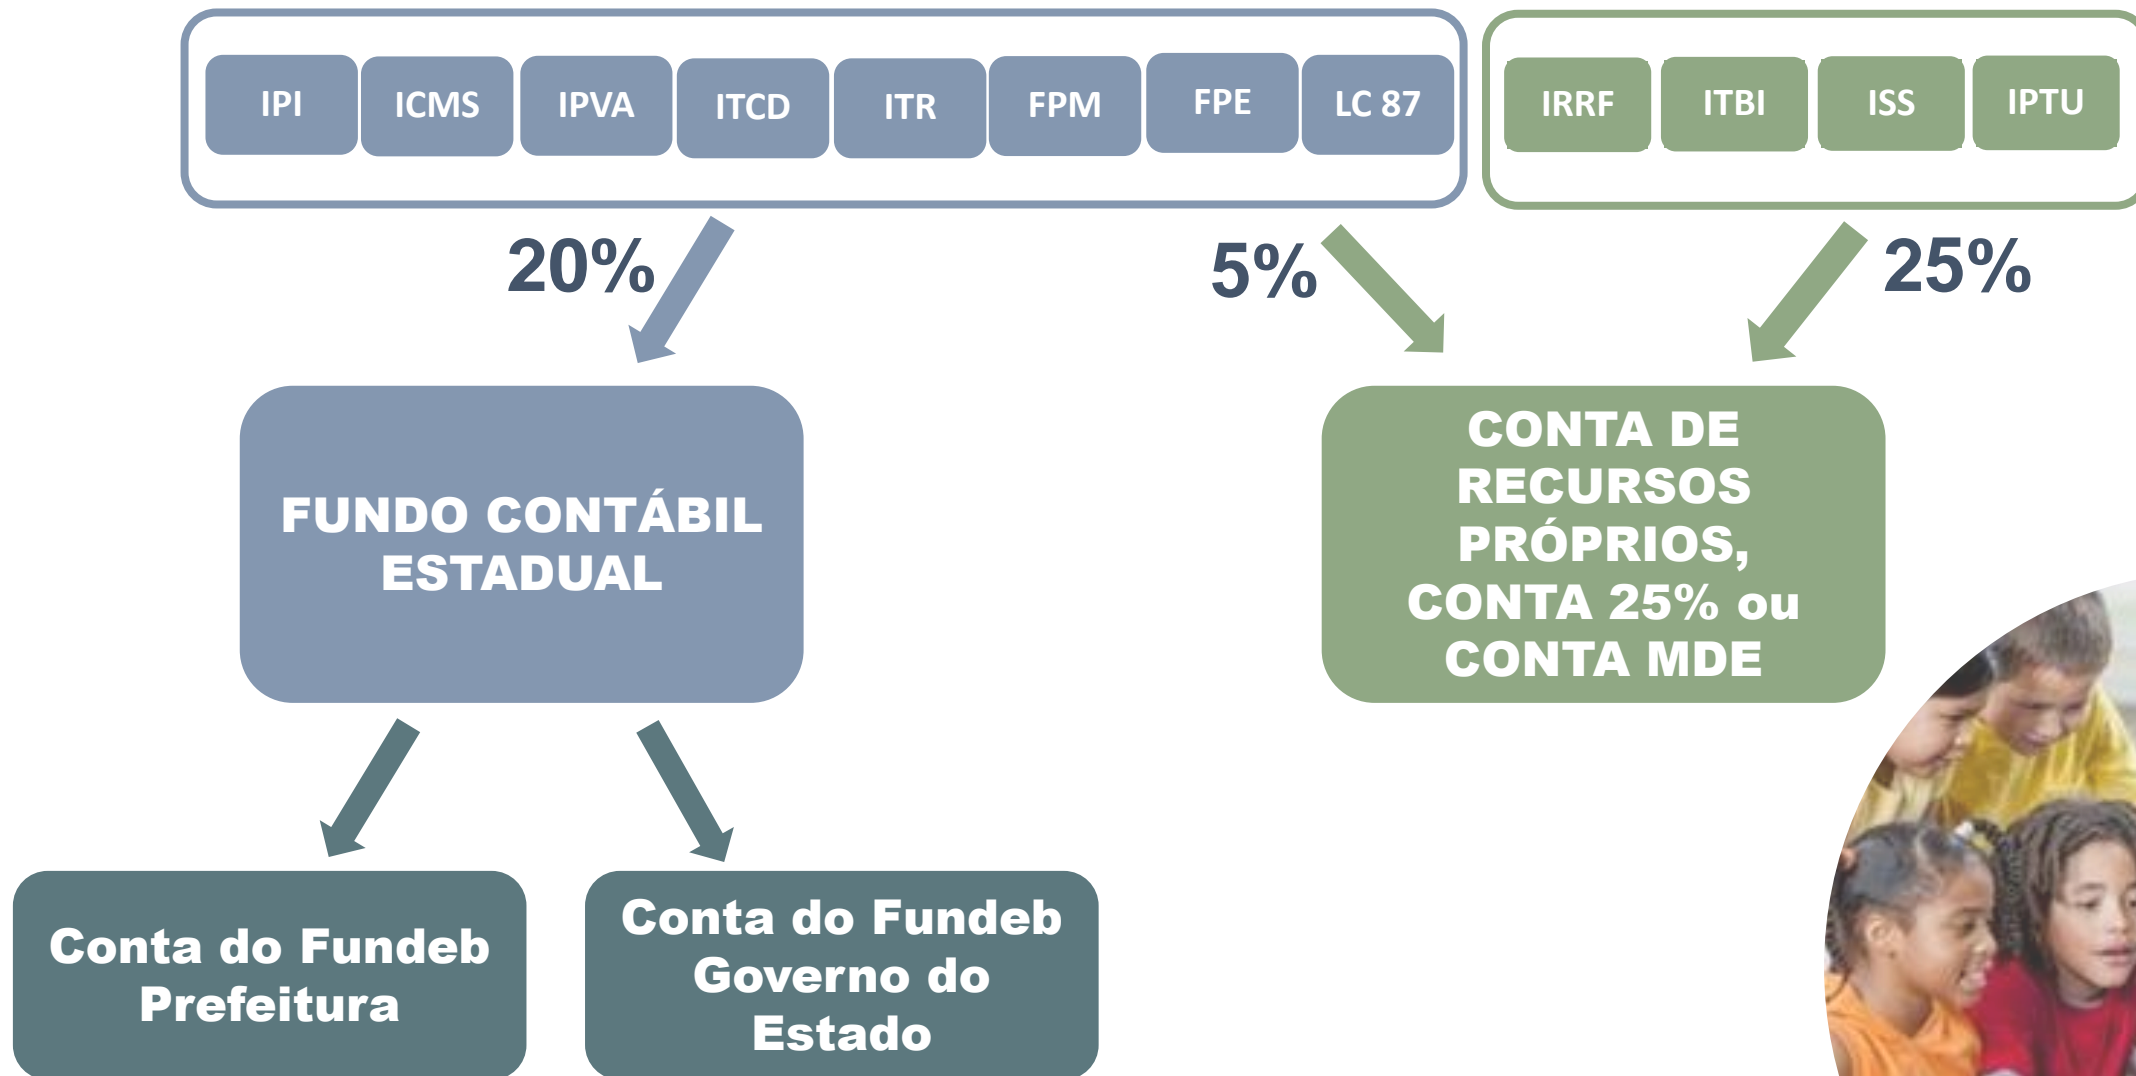 IPI ICMS IPVA ITCD ITR FPM FPE LC 87 IRRF ITBI ISS IPTU
20% 5% 25%
FUNDO CONTÁBIL
ESTADUAL
CONTA DE
RECURSOS
PRÓPRIOS,
CONTA 25% ou
CONTA MDE
Conta do Fundeb
Prefeitura
Conta do Fundeb
Governo do
Estado